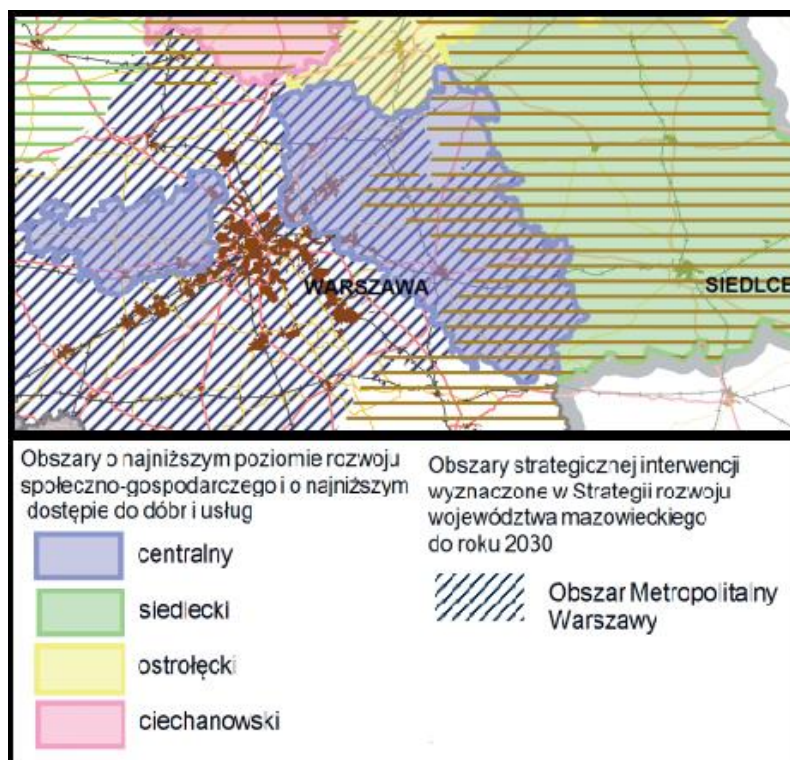 WARSZAWA
SIEDLCE
Obszary o najniższym poziomie rozwoju
społeczno-gospodarczego i o najniższym
dostępie do dóbr i usług
centralny
siedlecki
ostrołęcki
ciechanowski
Obszary strategicznej interwencji
wyznaczone w Strategii rozwoju
województwa mazowieckiego
do roku 2030
Obszar Metropolitalny
Warszawy